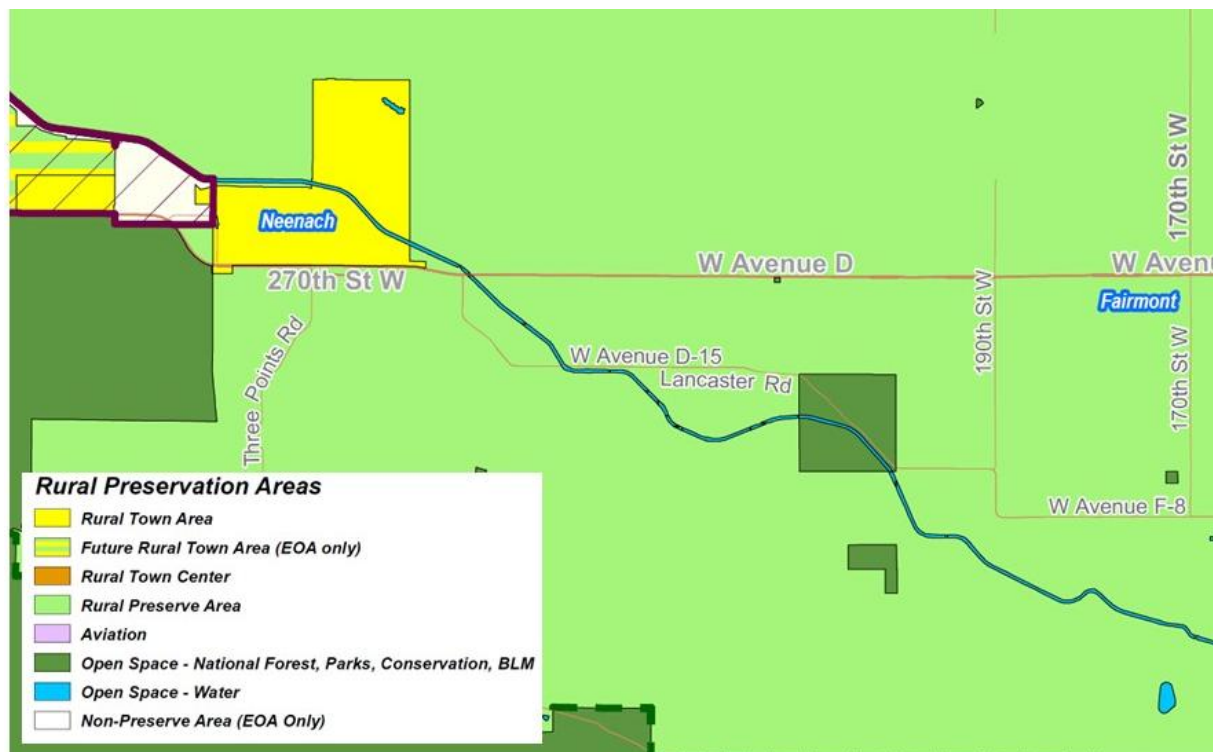 170th St W
Neenach
W Avenue D
W Avenu
270th St W
Fairmont
Three Points Rd
W Avenue D-15
Lancaster Rd
190th St W
170th St W
W Avenue F-8
Rural Preservation Areas
Rural Town Area
Future Rural Town Area (EOA only)
Rural Town Center
Rural Preserve Area
Aviation
Open Space - National Forest, Parks, Conservation, BLM
Open Space - Water
Non-Preserve Area (EOA Only)